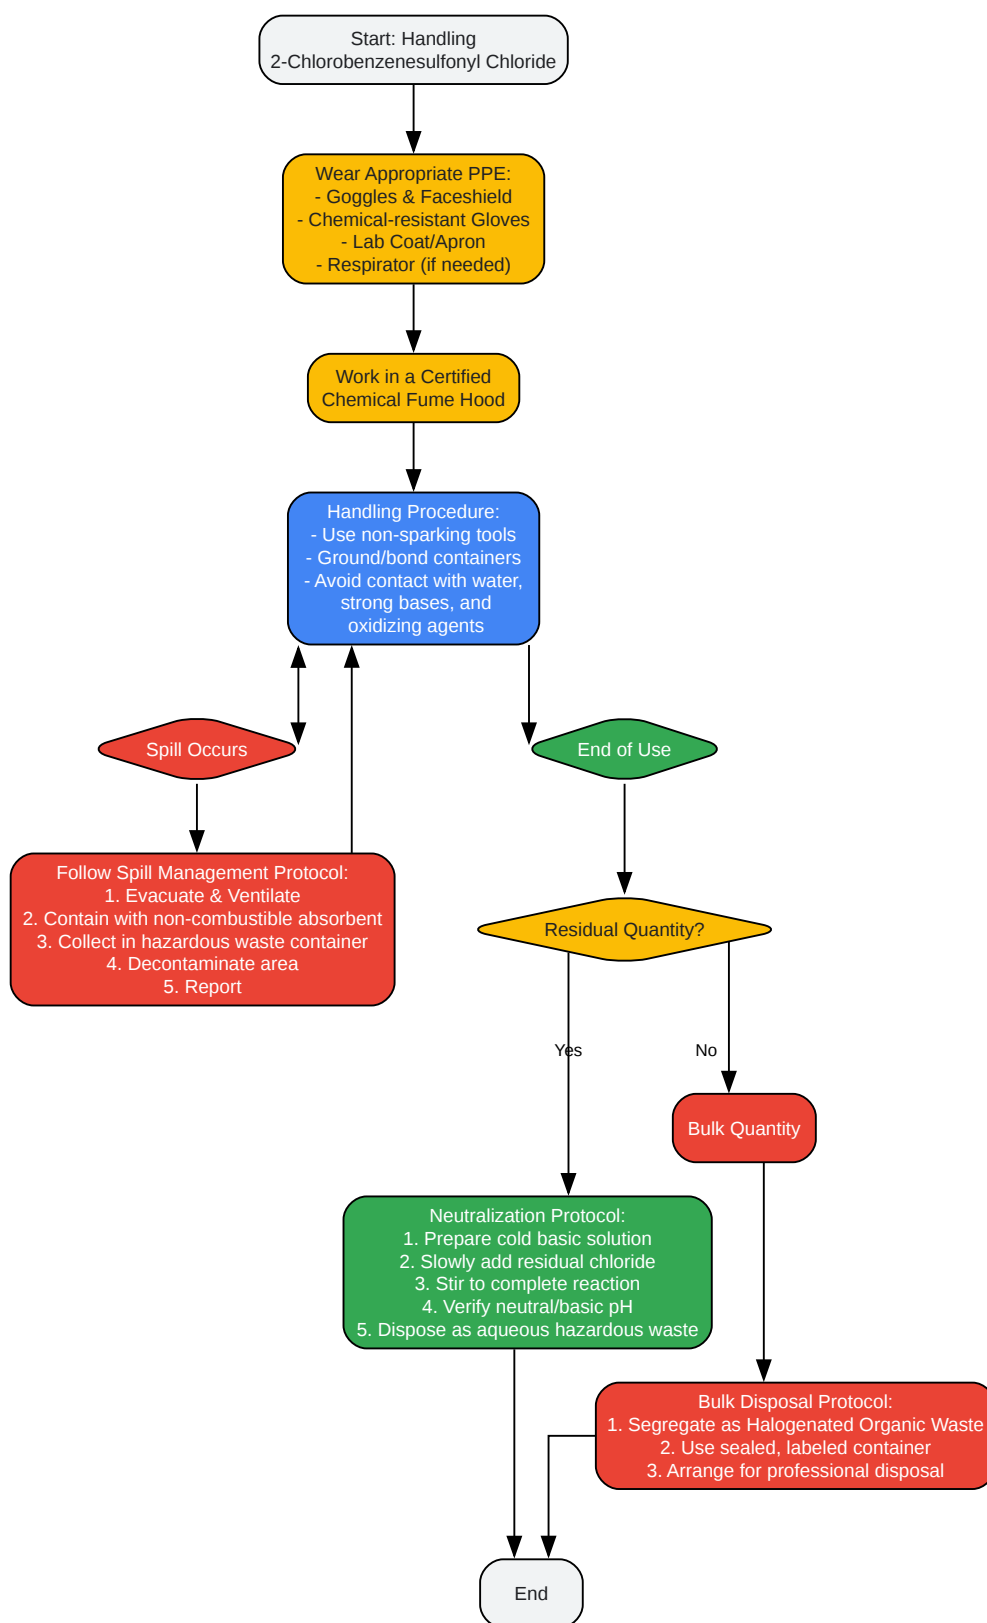 Start: Handling
2-Chlorobenzenesulfonyl Chloride
Wear Appropriate PPE:
- Goggles & Faceshield
- Chemical-resistant Gloves
- Lab Coat/Apron
- Respirator (if needed)
Work in a Certified
Chemical Fume Hood
Handling Procedure:
- Use non-sparking tools
- Ground/bond containers
- Avoid contact with water,
strong bases, and
oxidizing agents
Spill Occurs
End of Use
Follow Spill Management Protocol:
1. Evacuate & Ventilate
2. Contain with non-combustible absorbent
3. Collect in hazardous waste container
4. Decontaminate area
5. Report
Residual Quantity?
Yes
No
Bulk Quantity
Neutralization Protocol:
1. Prepare cold basic solution
2. Slowly add residual chloride
3. Stir to complete reaction
4. Verify neutral/basic pH
5. Dispose as aqueous hazardous waste
Bulk Disposal Protocol:
1. Segregate as Halogenated Organic Waste
2. Use sealed, labeled container
3. Arrange for professional disposal
End